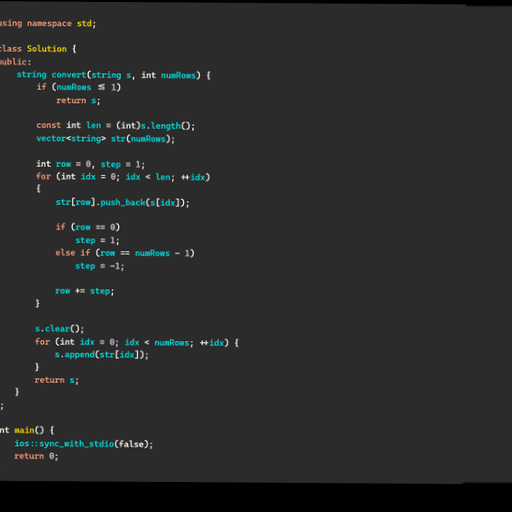 using namespace std;
class Solution {
public:
string convert(string s, int numRows) {
if (numRows ≤ 1)
return s;
const int len = (int)s.length();
vector<string> str(numRows);
int row = 0, step = 1;
for (int idx = 0; idx < len; ++idx)
{
str[row].push_back(s[idx]);
if (row == 0)
step = 1;
else if (row == numRows - 1)
step = -1;
row += step;
}
s.clear();
for (int idx = 0; idx < numRows; ++idx) {
s.append(str[idx]);
}
return s;
}
;
nt main() {
ios::sync_with_stdio(false);
return 0;